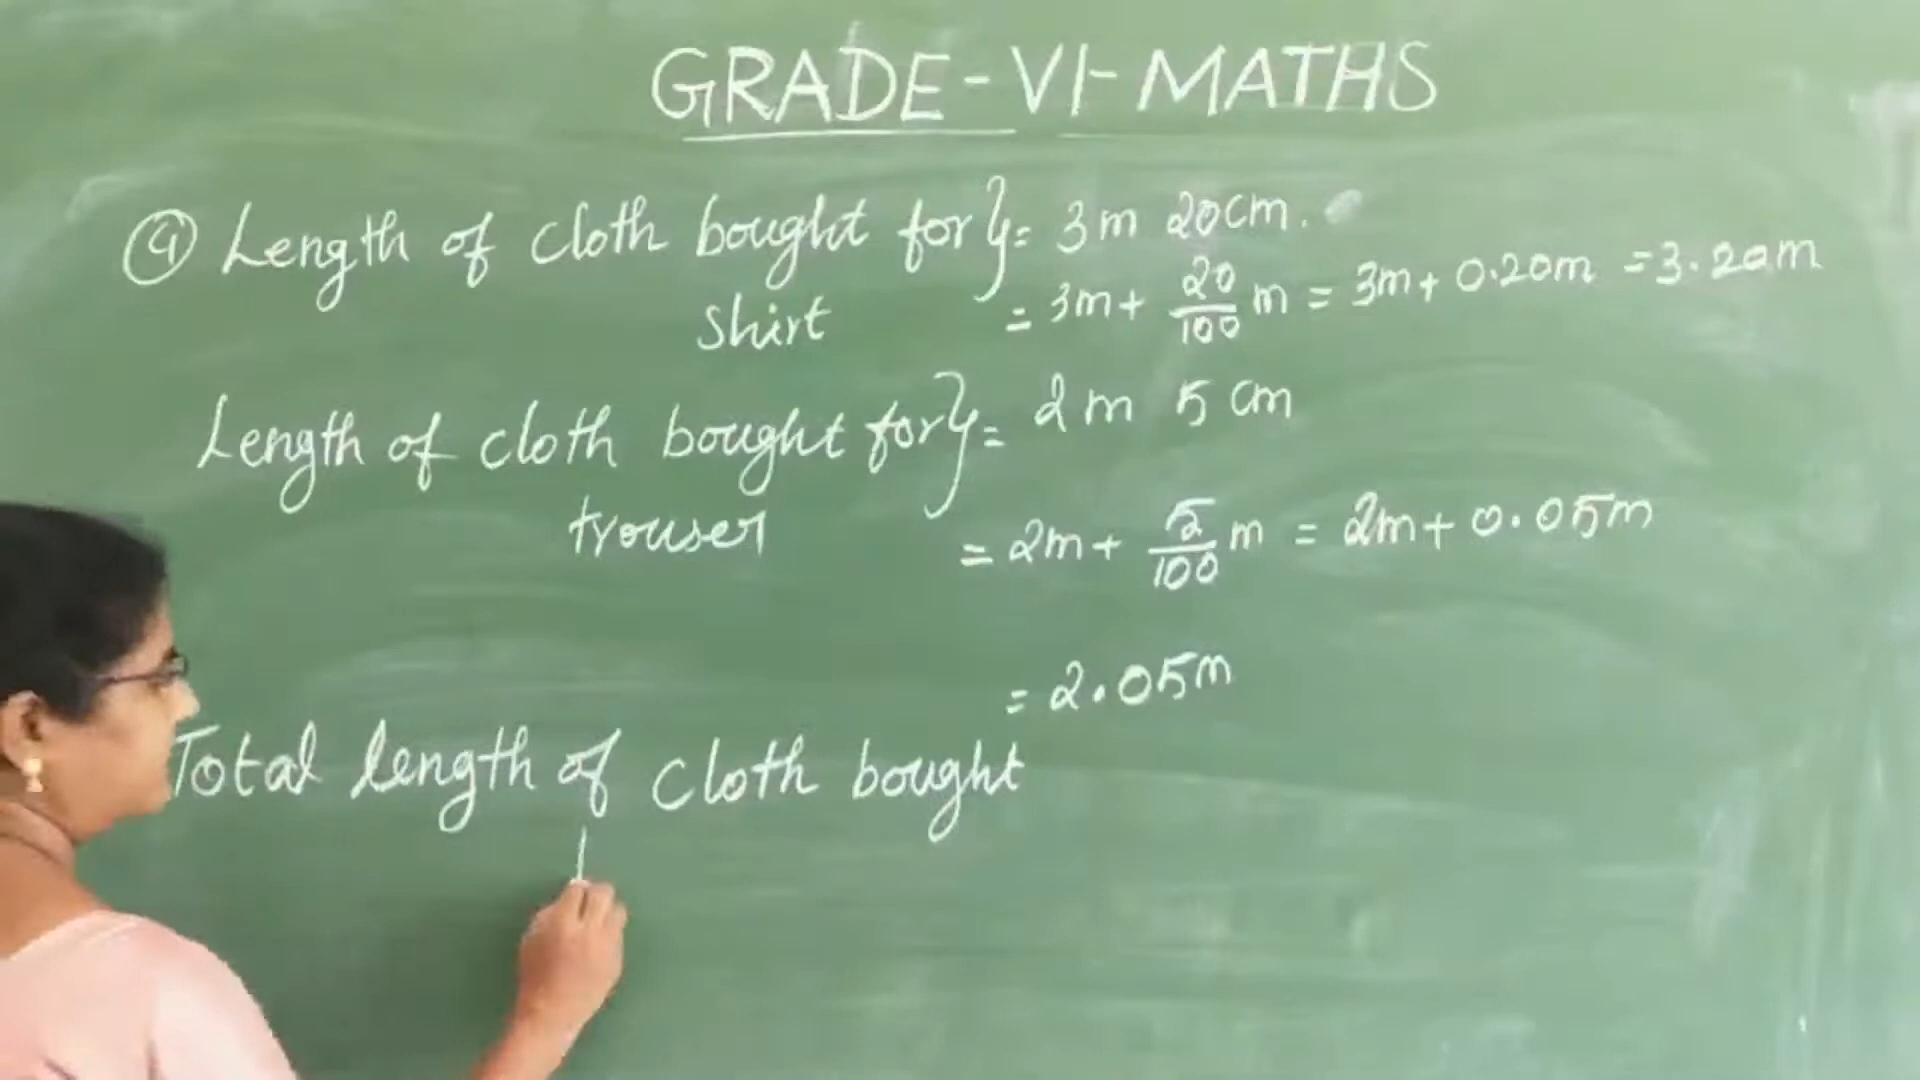 GRADE-VI-MATHS
④ Length of cloth bought for } = 3m 20cm.
shirt = 3m + 20/100 m = 3m + 0.20m = 3.20m
Length of cloth bought for } = 2m 5cm
trouser = 2m + 5/100 m = 2m + 0.05m
= 2.05m
Total length of cloth bought